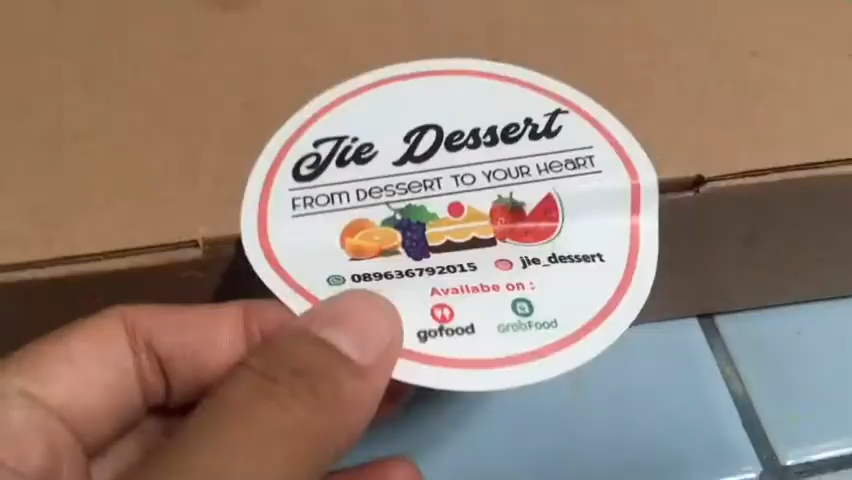 Jie Dessert
FROM DESSERT TO YOUR HEART
089636792015 jie_dessert
Availabe on :
gofood GrabFood